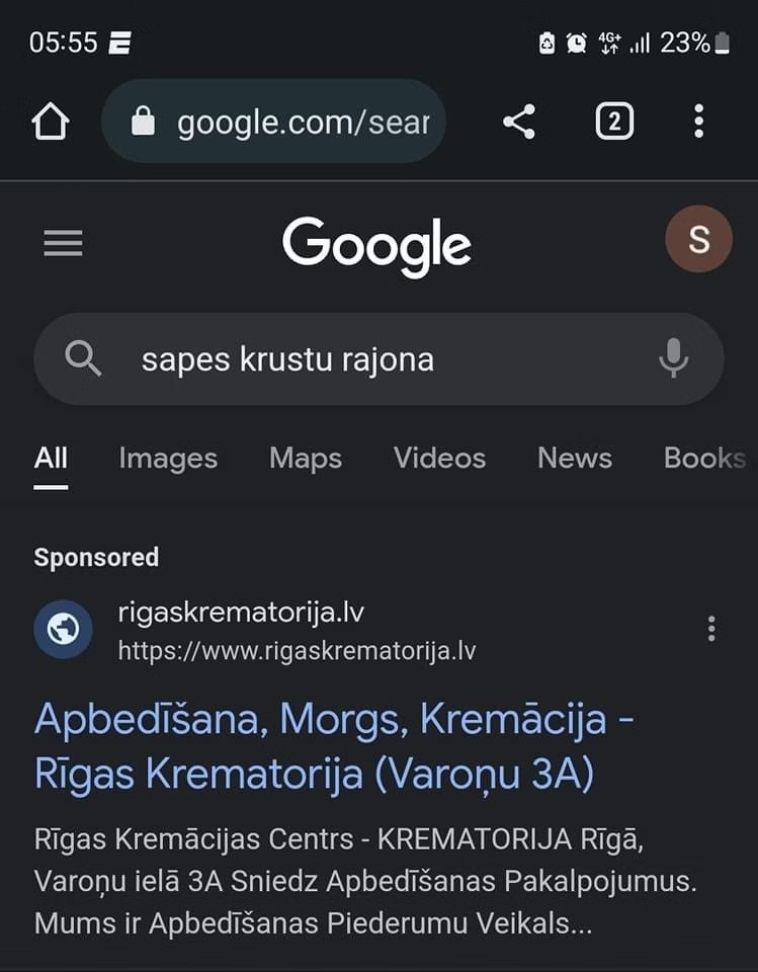 05:55 4G+ 23%
google.com/sear 2
Google S
sapes krustu rajona
All Images Maps Videos News Books
Sponsored
rigaskrematorija.lv
https://www.rigaskrematorija.lv
Apbedīšana, Morgs, Kremācija -
Rīgas Krematorija (Varoņu 3A)
Rīgas Kremācijas Centrs - KREMATORIJA Rīgā,
Varoņu ielā 3A Sniedz Apbedīšanas Pakalpojumus.
Mums ir Apbedīšanas Piederumu Veikals...